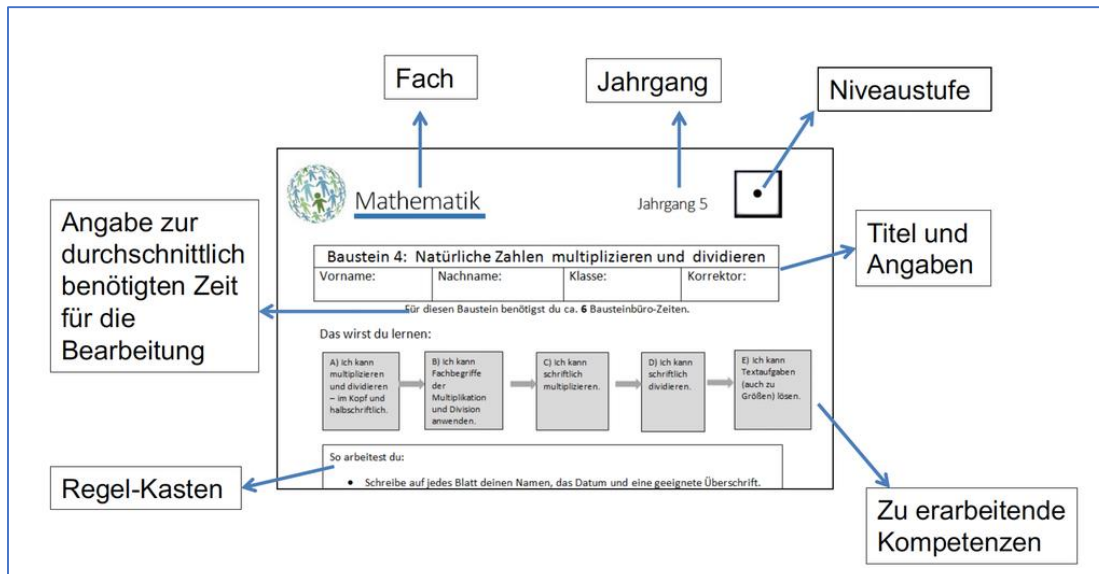 Fach
Jahrgang
Niveaustufe
Mathematik
Jahrgang 5
Angabe zur
durchschnittlich
benötigten Zeit
für die
Bearbeitung
Titel und
Angaben
Baustein 4: Natürliche Zahlen multiplizieren und dividieren
Vorname: Nachname: Klasse: Korrektor:
Für diesen Baustein benötigst du ca. 6 Bausteinbüro-Zeiten.
Das wirst du lernen:
A) Ich kann
multiplizieren
und dividieren
– im Kopf und
halbschriftlich.
B) Ich kann
Fachbegriffe
der
Multiplikation
und Division
anwenden.
C) Ich kann
schriftlich
multiplizieren.
D) Ich kann
schriftlich
dividieren.
E) Ich kann
Textaufgaben
(auch zu
Größen) lösen.
So arbeitest du:
• Schreibe auf jedes Blatt deinen Namen, das Datum und eine geeignete Überschrift.
Regel-Kasten
Zu erarbeitende
Kompetenzen